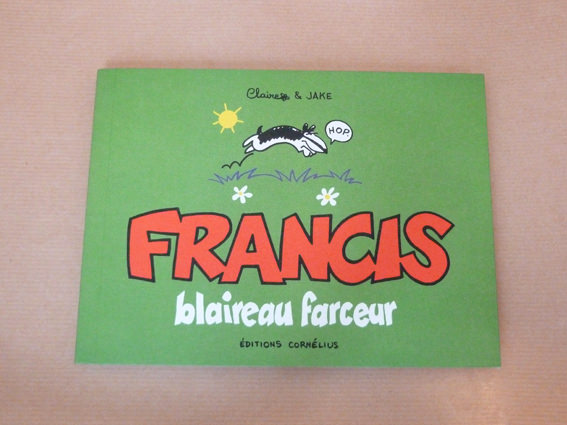 Claire & JAKE
HOP.
FRANCIS
blaireau farceur
ÉDITIONS CORNÉLIUS